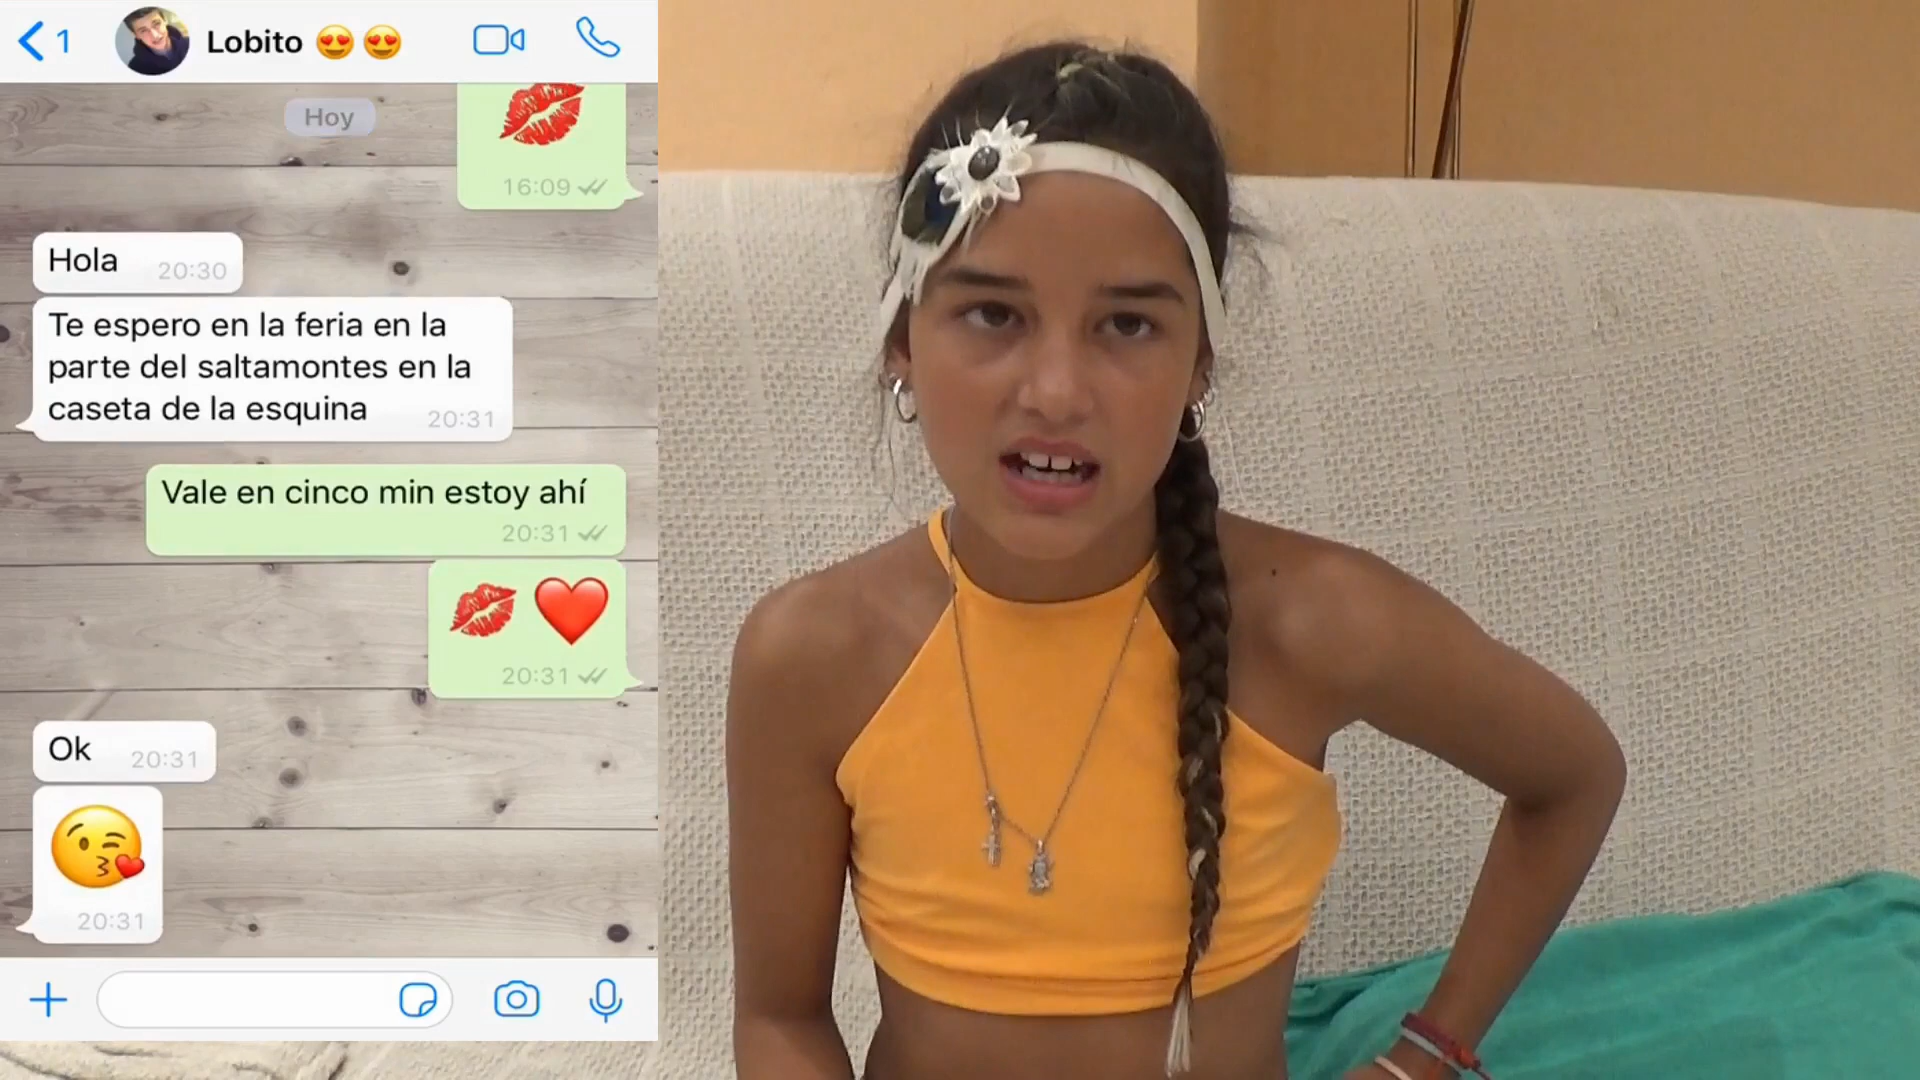 1
Lobito 😍 😍
Hoy
16:09
Hola
20:30
Te espero en la feria en la
parte del saltamontes en la
caseta de la esquina
20:31
Vale en cinco min estoy ahí
20:31
💋 ❤️
20:31
Ok
20:31
😘
20:31